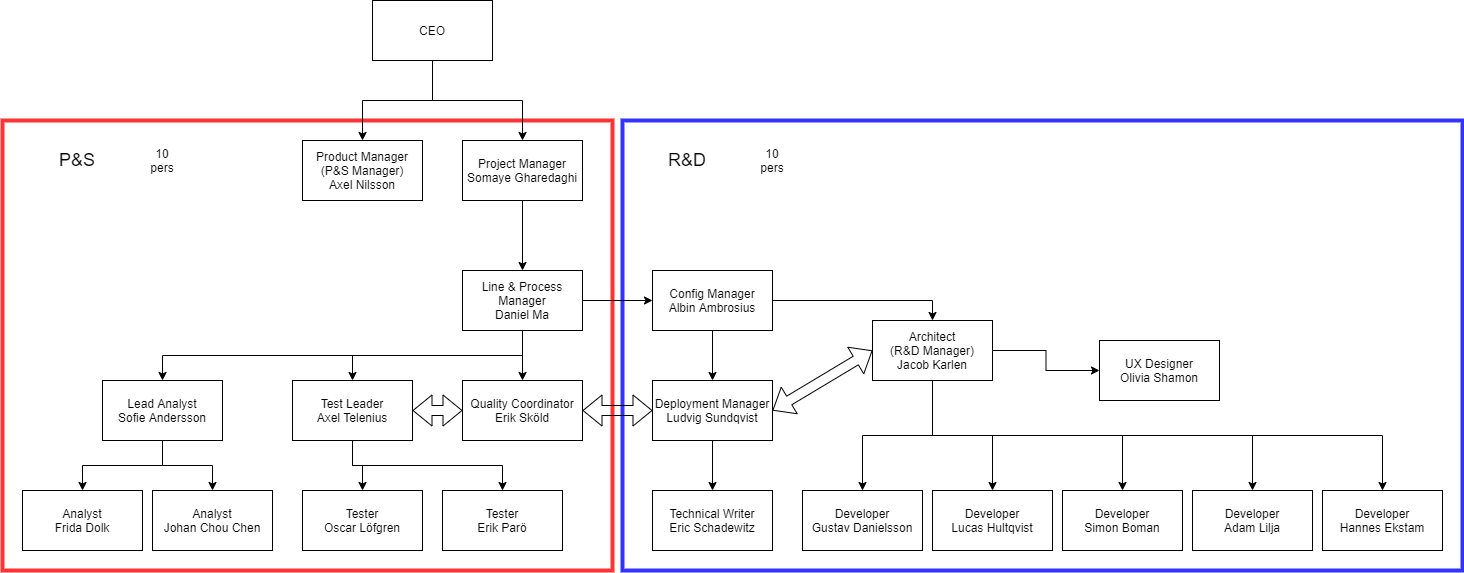 CEO
P&S
10
pers
Product Manager
(P&S Manager)
Axel Nilsson
Project Manager
Somaye Gharedaghi
R&D
10
pers
Line & Process
Manager
Daniel Ma
Config Manager
Albin Ambrosius
Architect
(R&D Manager)
Jacob Karlen
UX Designer
Olivia Shamon
Lead Analyst
Sofie Andersson
Test Leader
Axel Telenius
Quality Coordinator
Erik Sköld
Deployment Manager
Ludvig Sundqvist
Analyst
Frida Dolk
Analyst
Johan Chou Chen
Tester
Oscar Löfgren
Tester
Erik Parö
Technical Writer
Eric Schadewitz
Developer
Gustav Danielsson
Developer
Lucas Hultqvist
Developer
Simon Boman
Developer
Adam Lilja
Developer
Hannes Ekstam